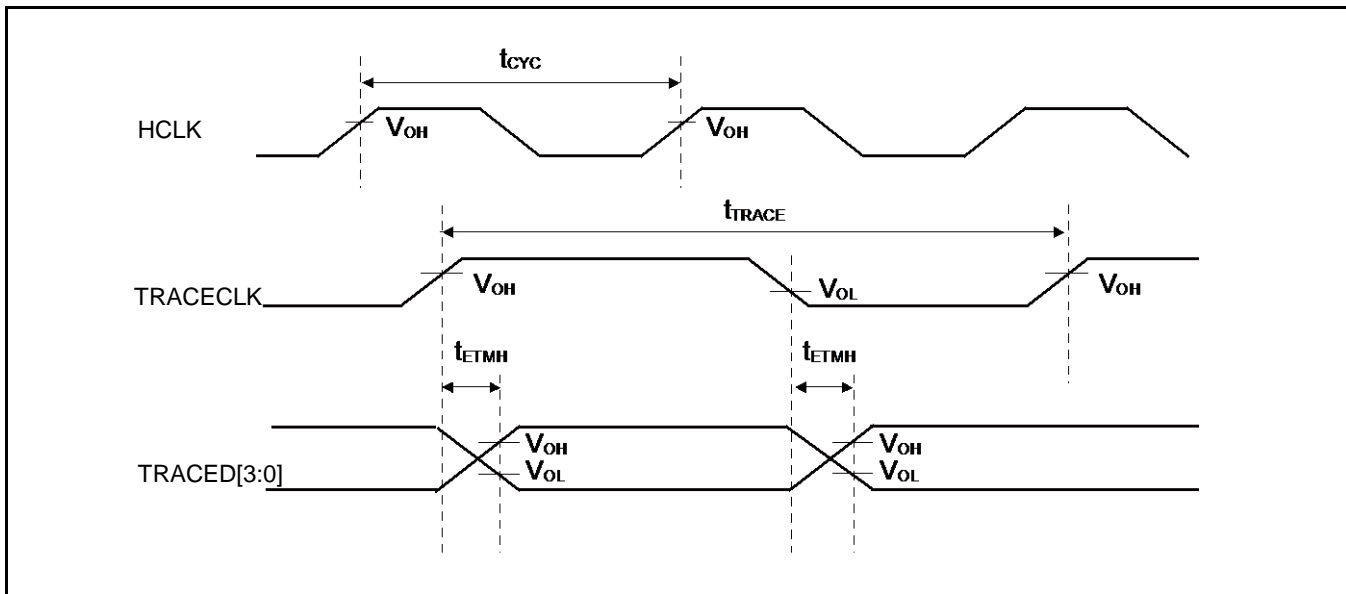 tCYC
HCLK
VOH
VOH
tTRACE
TRACECLK
VOH
VOL
VOH
tETMH
tETMH
TRACED[3:0]
VOH
VOH
VOL
VOL